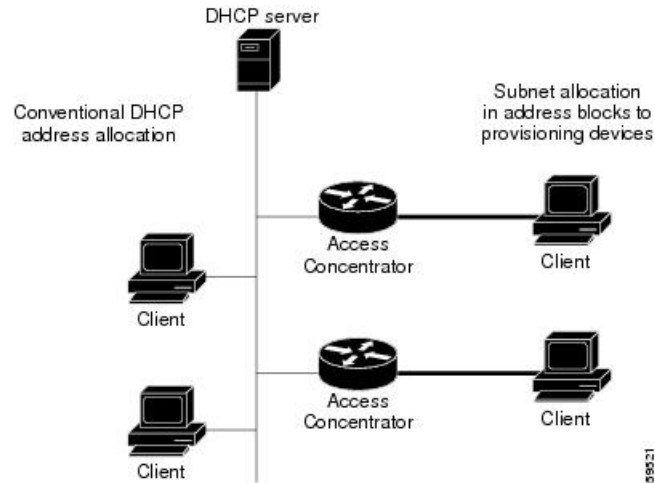 DHCP server
Conventional DHCP
address allocation
Subnet allocation
in address blocks to
provisioning devices
Access
Concentrator
Client
Client
Access
Concentrator
Client
Client
59521